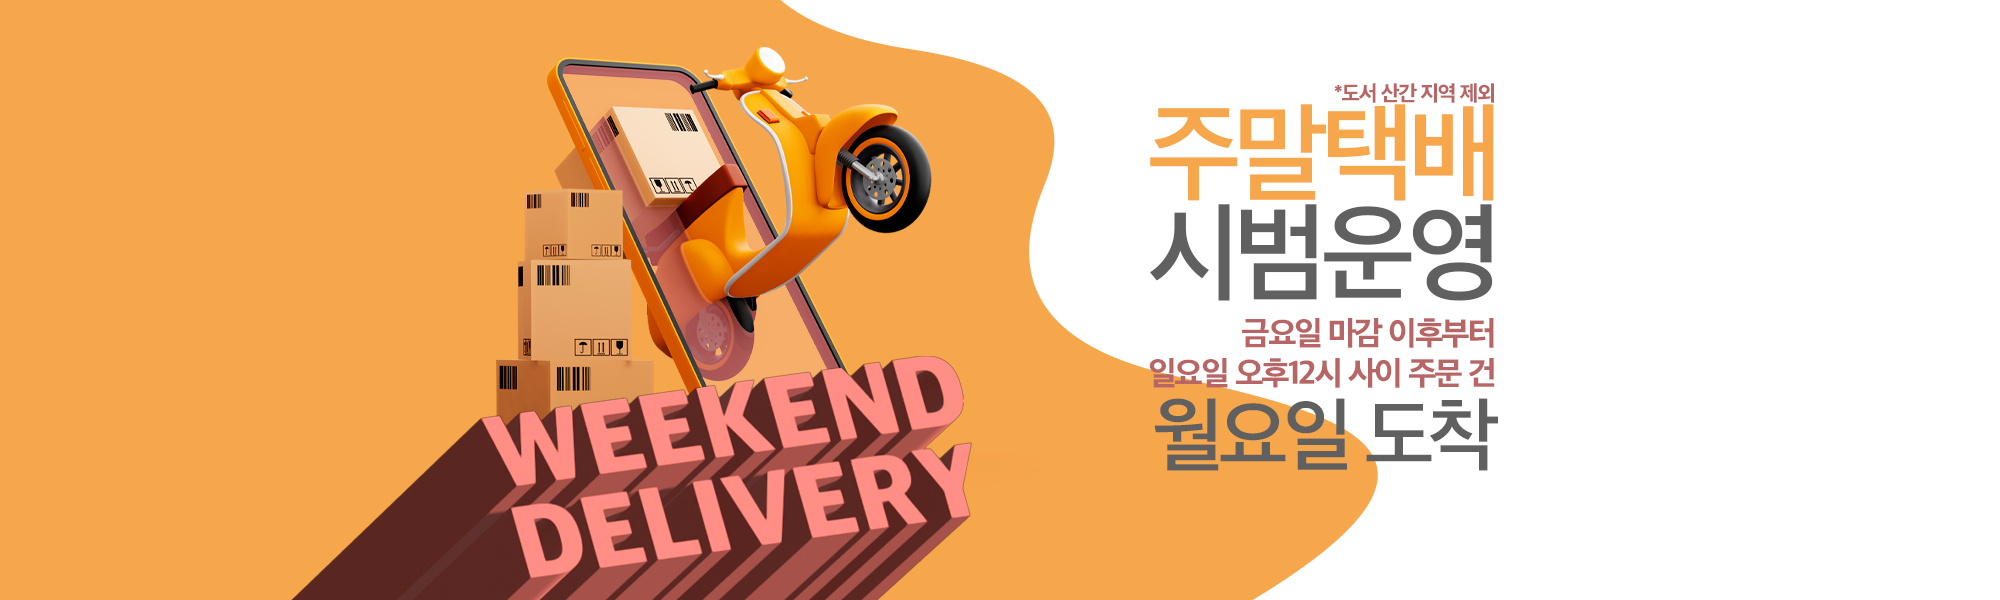 *도서 산간 지역 제외
주말택배
시범운영
금요일 마감 이후부터
일요일 오후12시 사이 주문 건
월요일 도착
WEEKEND
DELIVERY